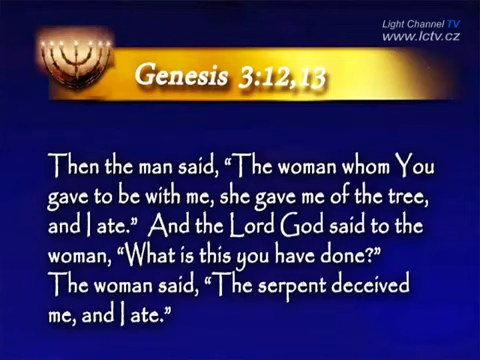 Light Channel TV
www.lctv.cz
Genesis 3:12,13
Then the man said, “The woman whom You
gave to be with me, she gave me of the tree,
and I ate.” And the Lord God said to the
woman, “What is this you have done?”
The woman said, “The serpent deceived
me, and I ate.”